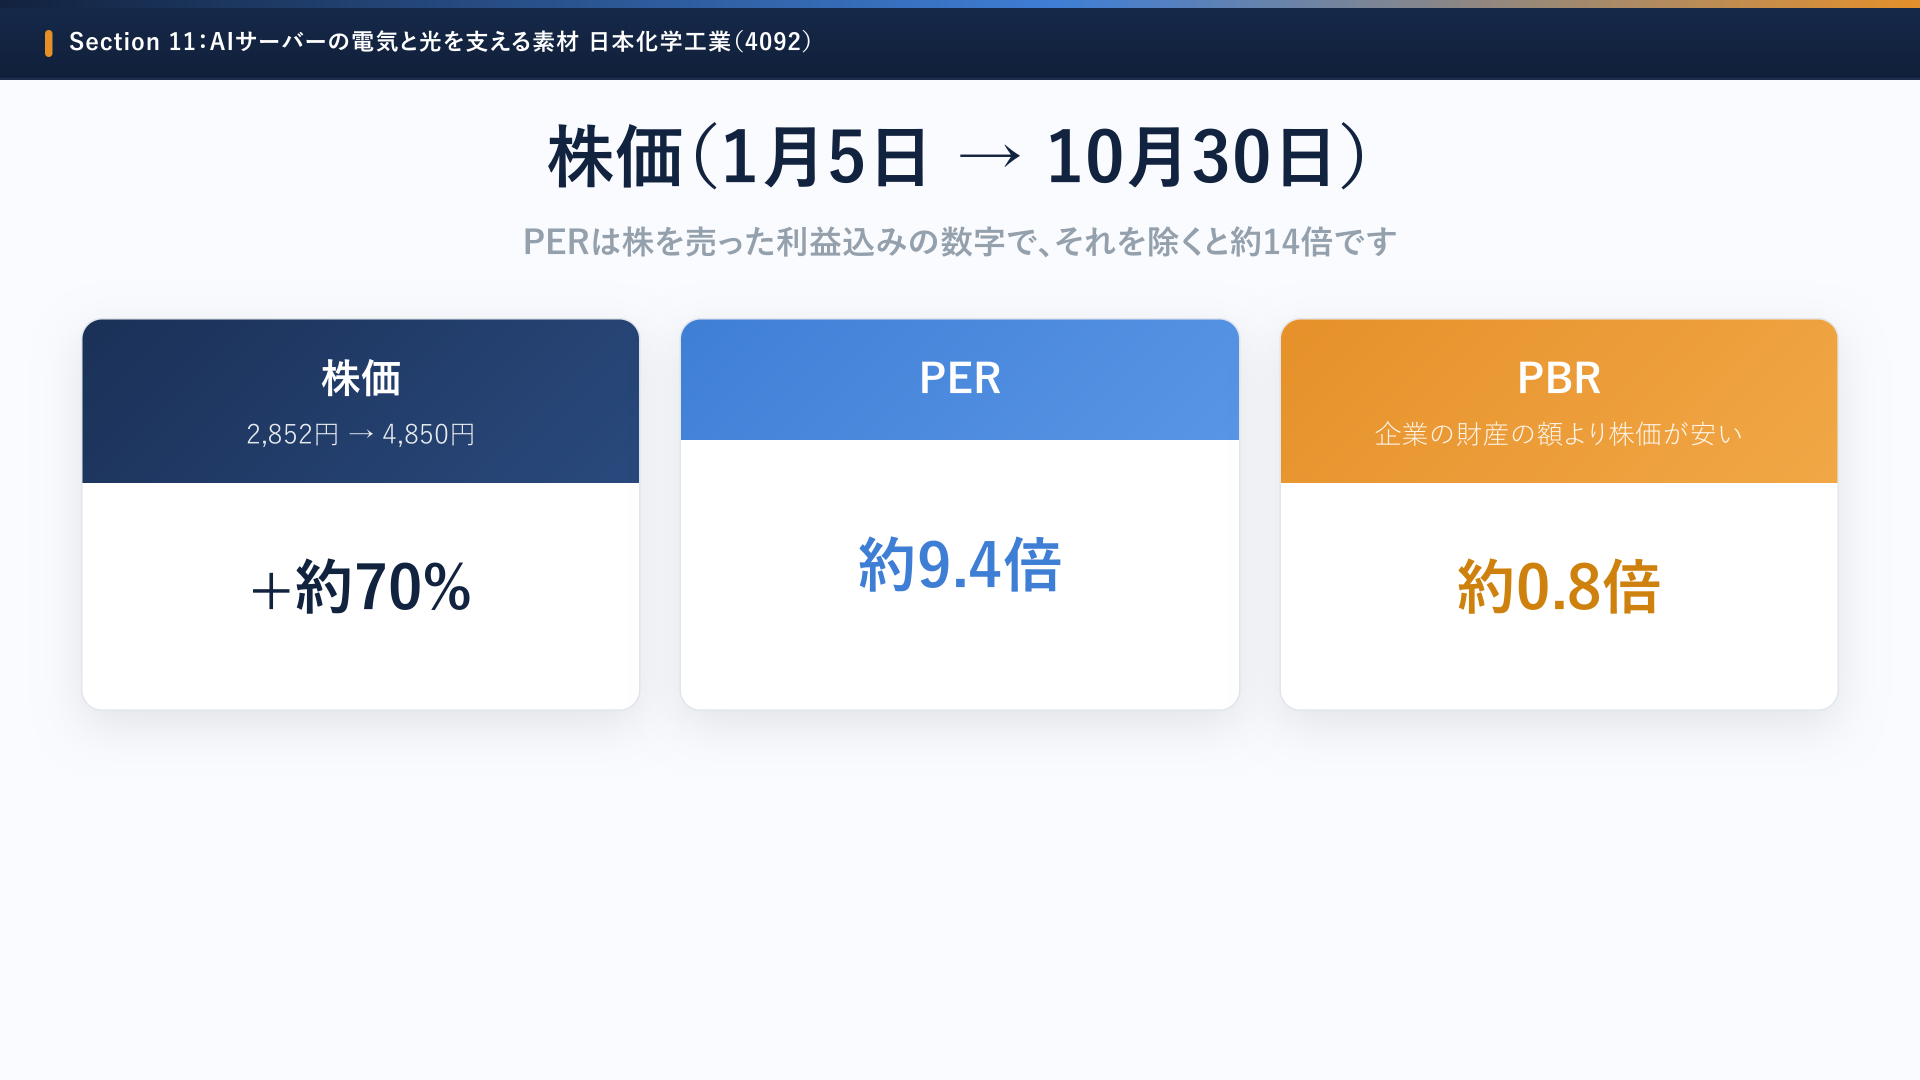 Section 11：AIサーバーの電気と光を支える素材 日本化学工業（4092）
株価（1月5日 → 10月30日）
PERは株を売った利益込みの数字で、それを除くと約14倍です
株価
2,852円 → 4,850円
+約70%
PER
約9.4倍
PBR
企業の財産の額より株価が安い
約0.8倍